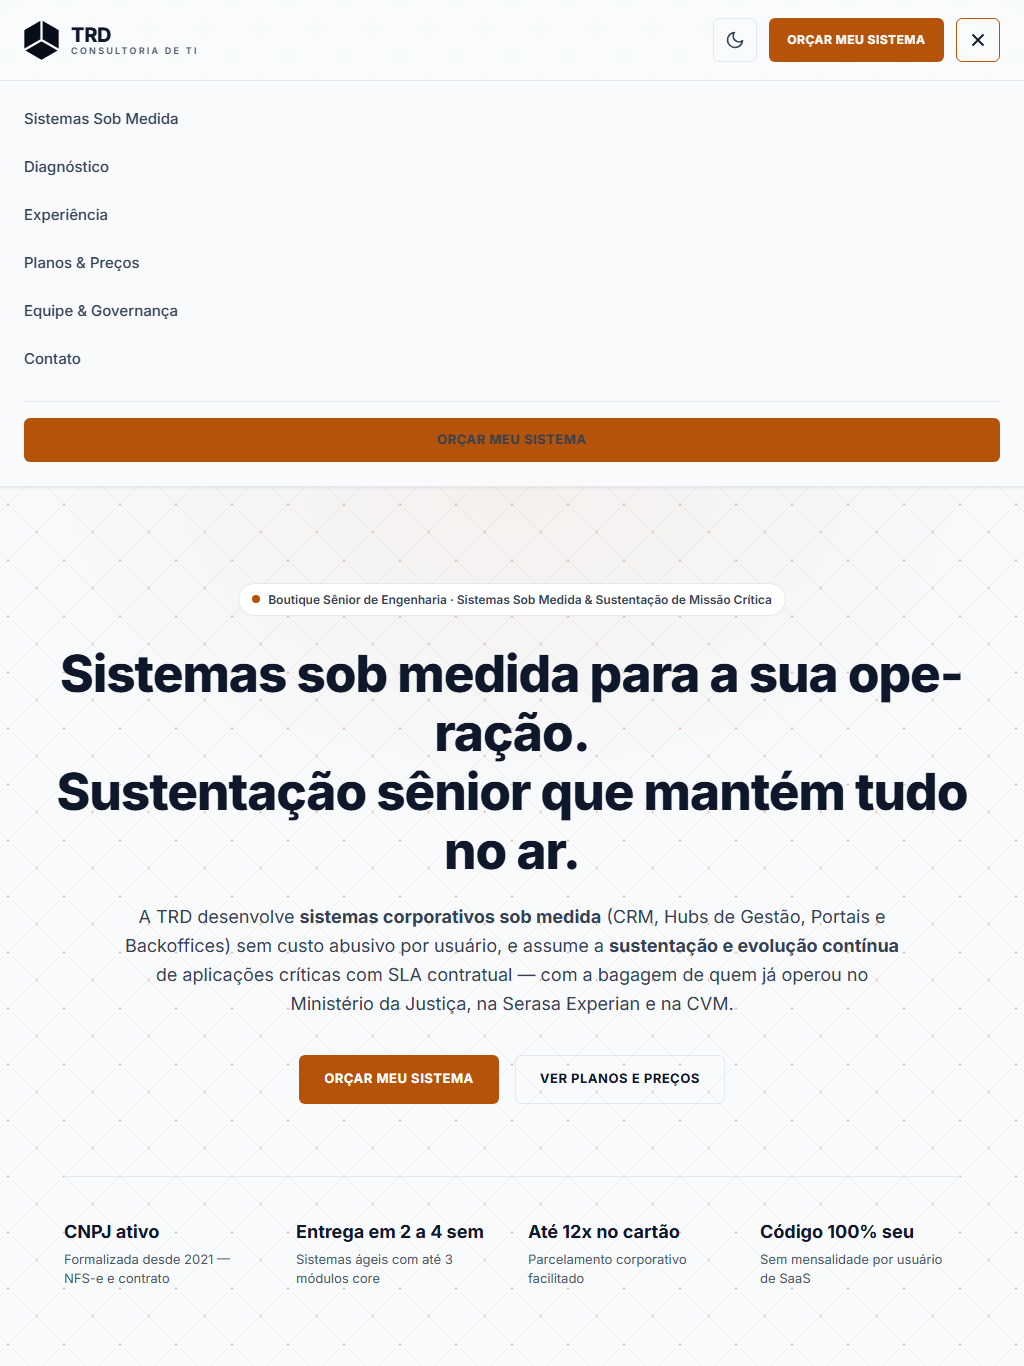 TRD
CONSULTORIA DE TI
ORÇAR MEU SISTEMA
Sistemas Sob Medida
Diagnóstico
Experiência
Planos & Preços
Equipe & Governança
Contato
ORÇAR MEU SISTEMA
Boutique Sênior de Engenharia · Sistemas Sob Medida & Sustentação de Missão Crítica
Sistemas sob medida para a sua ope-
ração.
Sustentação sênior que mantém tudo
no ar.
A TRD desenvolve sistemas corporativos sob medida (CRM, Hubs de Gestão, Portais e
Backoffices) sem custo abusivo por usuário, e assume a sustentação e evolução contínua
de aplicações críticas com SLA contratual — com a bagagem de quem já operou no
Ministério da Justiça, na Serasa Experian e na CVM.
ORÇAR MEU SISTEMA
VER PLANOS E PREÇOS
CNPJ ativo
Formalizada desde 2021 —
NFS-e e contrato
Entrega em 2 a 4 sem
Sistemas ágeis com até 3
módulos core
Até 12x no cartão
Parcelamento corporativo
facilitado
Código 100% seu
Sem mensalidade por usuário
de SaaS